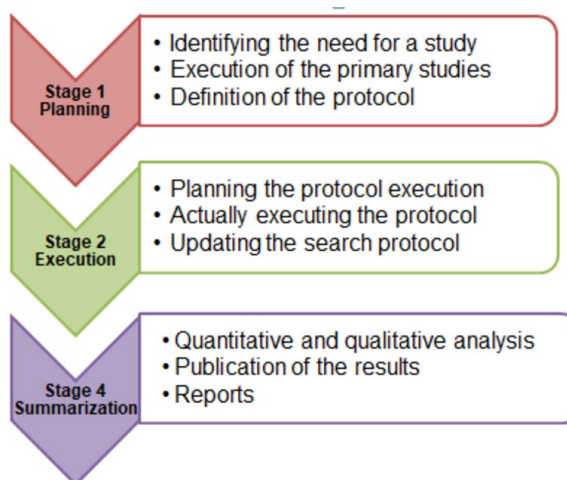 Stage 1
Planning
• Identifying the need for a study
• Execution of the primary studies
• Definition of the protocol
Stage 2
Execution
• Planning the protocol execution
• Actually executing the protocol
• Updating the search protocol
Stage 4
Summarization
• Quantitative and qualitative analysis
• Publication of the results
• Reports